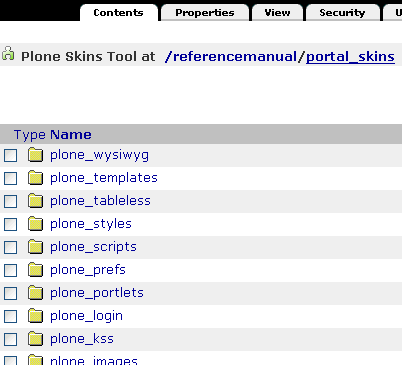 Contents Properties View Security U
Plone Skins Tool at /referencemanual/portal_skins
Type Name
plone_wysiwyg
plone_templates
plone_tableless
plone_styles
plone_scripts
plone_prefs
plone_portlets
plone_login
plone_kss
plone_images